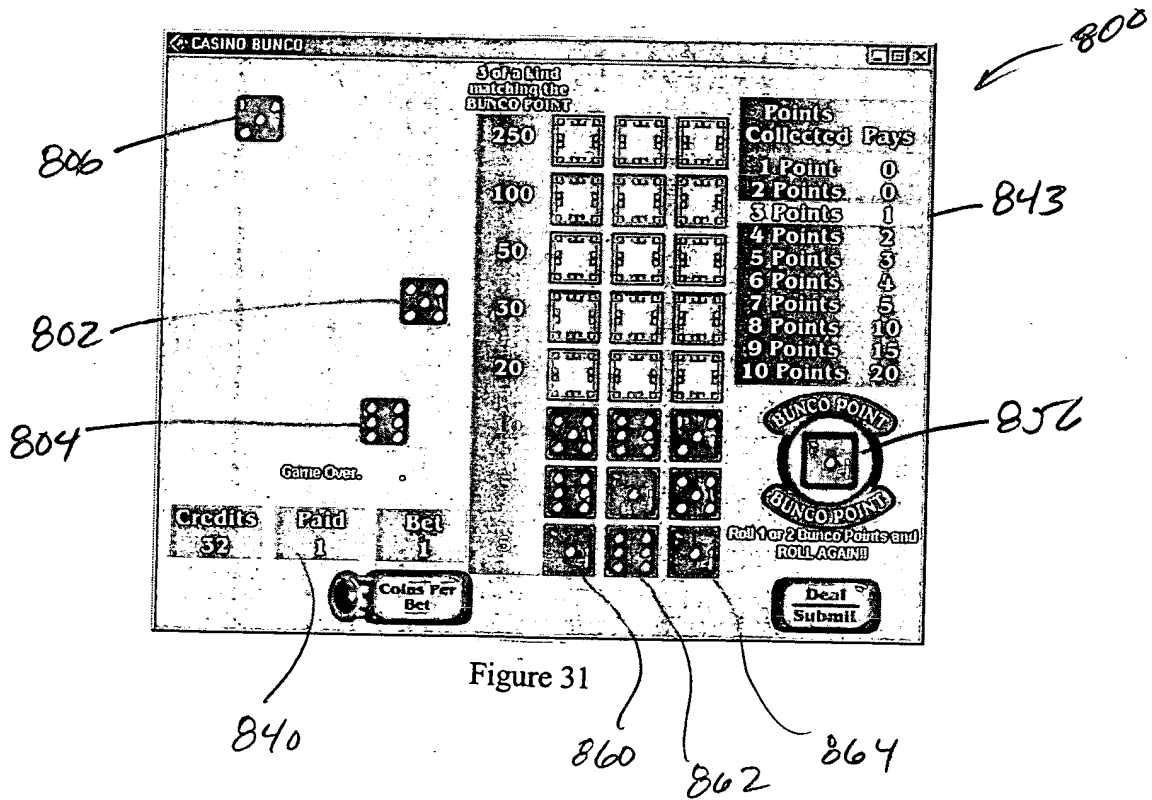 800
CASINO BUNCO
3 of a kind
matching the
BUNCO POINT
250
100
50
30
20
Points
Collected Pays
1 Point 0
2 Points 0
3 Points 1
4 Points 2
5 Points 3
6 Points 4
7 Points 5
8 Points 10
9 Points 15
10 Points 20
BUNCO POINT
BUNCO POINT
Roll 1 or 2 Bunco Points and
ROLL AGAIN!!
Game Over.
Credits
32
Paid
1
Bet
1
Coins Per
Bet
Deal
Submit
806
802
804
843
856
840
860
862
864
Figure 31